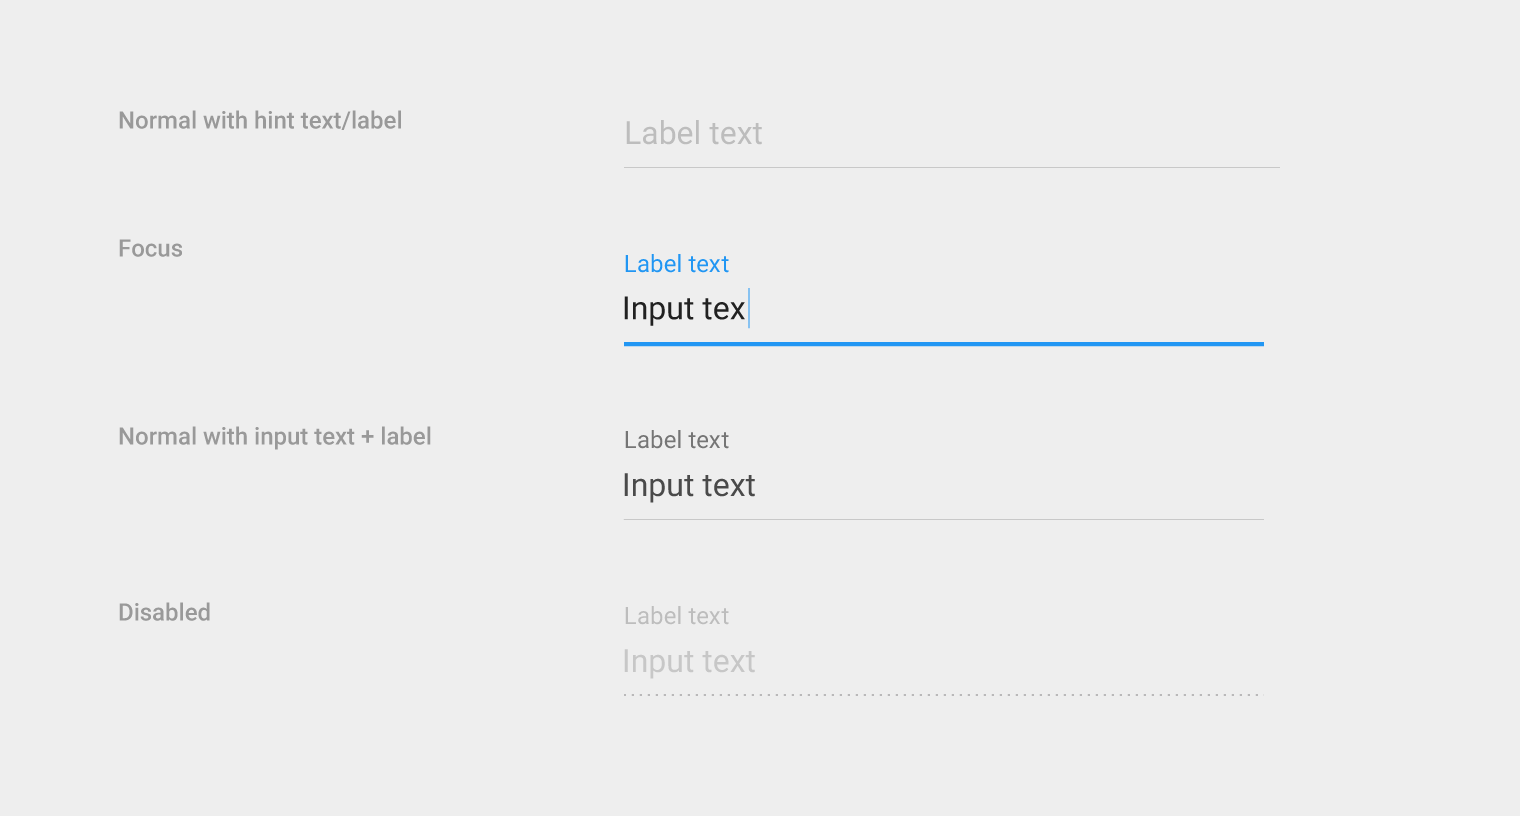 Normal with hint text/label
Label text
Focus
Label text
Input tex
Normal with input text + label
Label text
Input text
Disabled
Label text
Input text